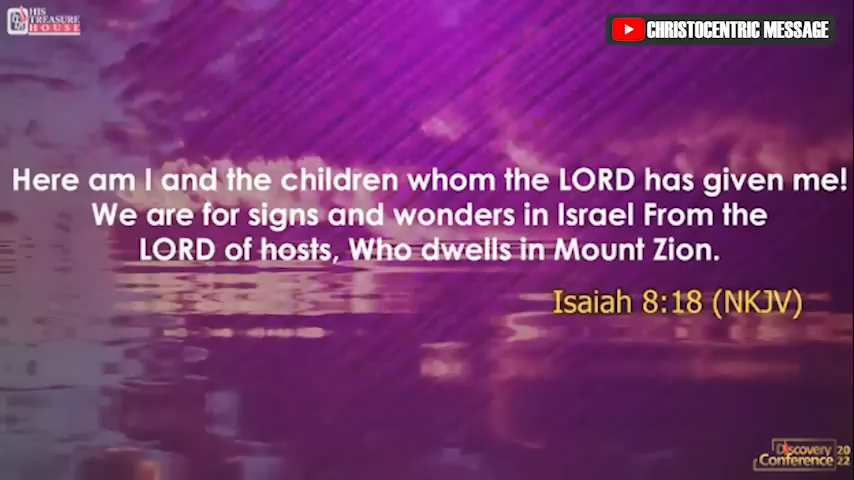 HIS
TREASURE
HOUSE
CHRISTOCENTRIC MESSAGE
Here am I and the children whom the LORD has given me!
We are for signs and wonders in Israel From the
LORD of hosts, Who dwells in Mount Zion.
Isaiah 8:18 (NKJV)
Discovery
Conference
20
22